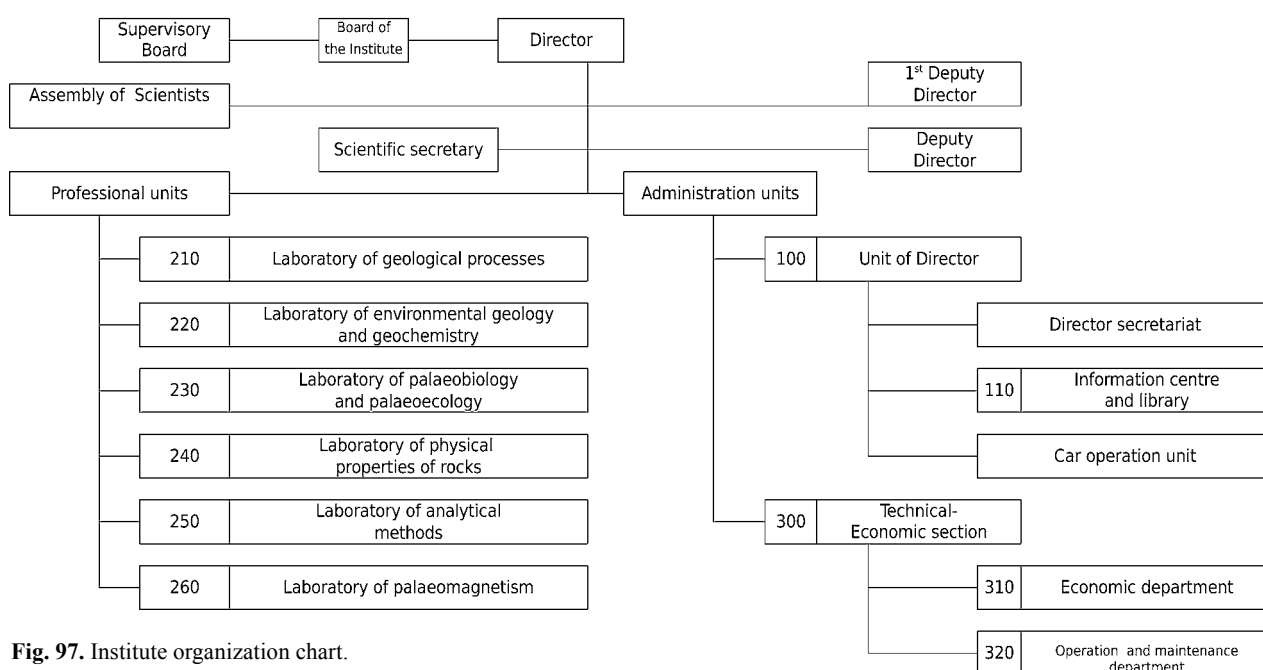 Supervisory
Board
Board of
the Institute
Director
Assembly of Scientists
1st Deputy
Director
Scientific secretary
Deputy
Director
Professional units
Administration units
210
Laboratory of geological processes
100
Unit of Director
220
Laboratory of environmental geology
and geochemistry
Director secretariat
230
Laboratory of palaeobiology
and palaeoecology
110
Information centre
and library
240
Laboratory of physical
properties of rocks
Car operation unit
250
Laboratory of analytical
methods
300
Technical-
Economic section
260
Laboratory of palaeomagnetism
310
Economic department
320
Operation and maintenance
department
Fig. 97. Institute organization chart.